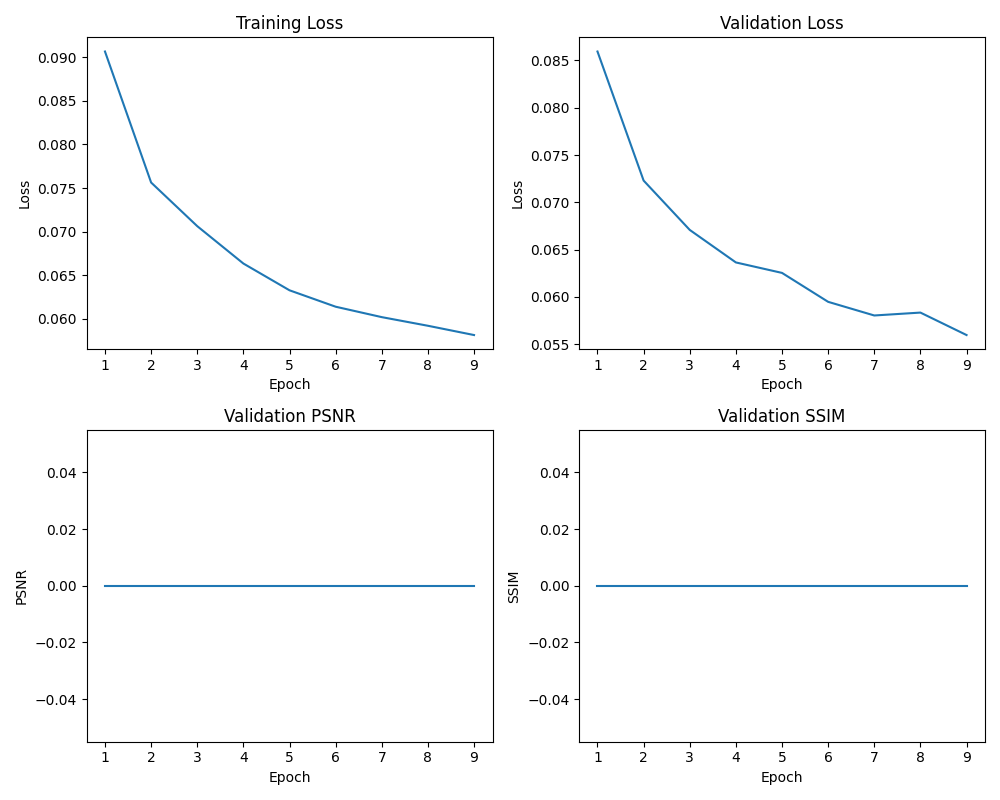 Training Loss
0.090
0.085
0.080
0.075
0.070
0.065
0.060
Loss
1 2 3 4 5 6 7 8 9
Epoch
Validation Loss
0.085
0.080
0.075
0.070
0.065
0.060
0.055
Loss
1 2 3 4 5 6 7 8 9
Epoch
Validation PSNR
0.04
0.02
0.00
−0.02
−0.04
PSNR
1 2 3 4 5 6 7 8 9
Epoch
Validation SSIM
0.04
0.02
0.00
−0.02
−0.04
SSIM
1 2 3 4 5 6 7 8 9
Epoch